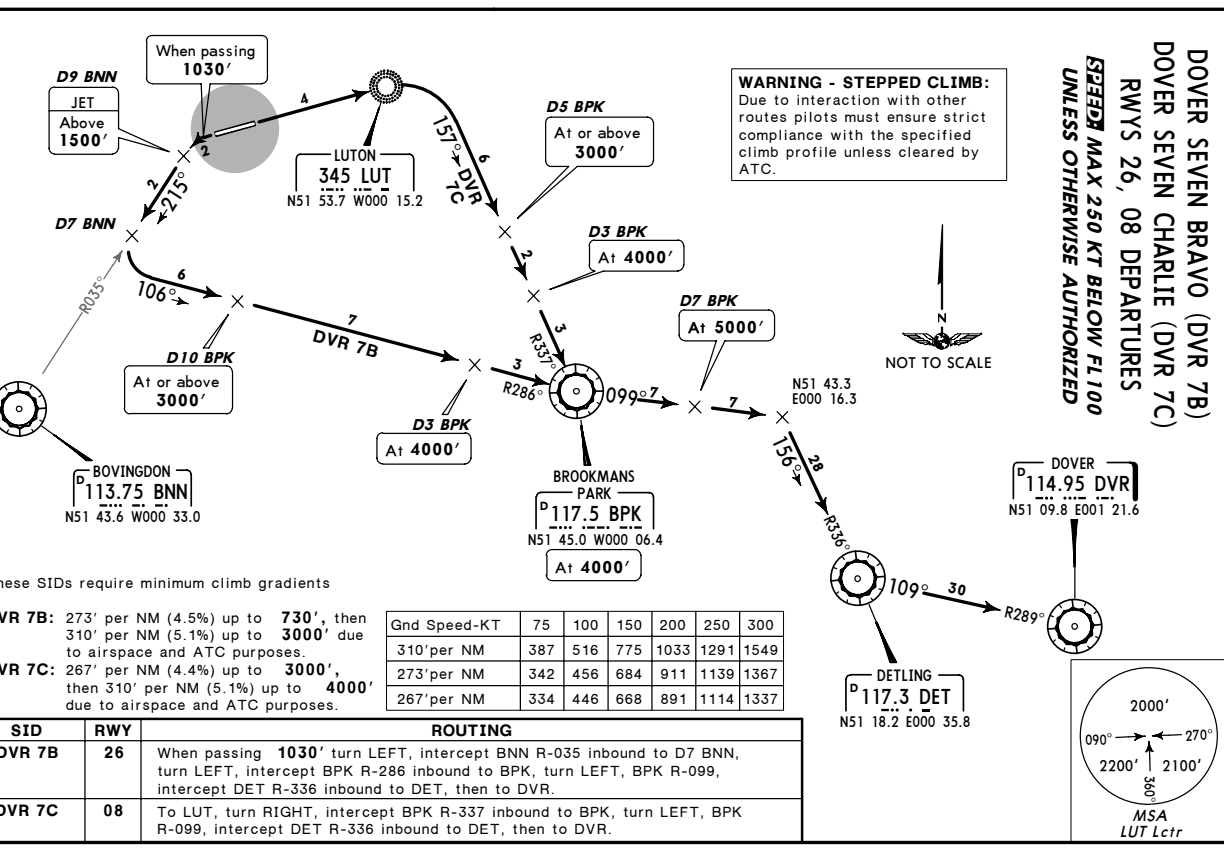 DOVER SEVEN BRAVO (DVR 7B)
DOVER SEVEN CHARLIE (DVR 7C)
RWYS 26, 08 DEPARTURES
SPEED: MAX 250 KT BELOW FL100
UNLESS OTHERWISE AUTHORIZED
WARNING - STEPPED CLIMB:
Due to interaction with other
routes pilots must ensure strict
compliance with the specified
climb profile unless cleared by
ATC.
When passing
1030'
D9 BNN
JET
Above
1500'
4
2
2
215°
D7 BNN
R035°
LUTON
345 LUT
N51 53.7 W000 15.2
157°
DVR
7C
6
D5 BPK
At or above
3000'
2
D3 BPK
At 4000'
3
R337°
6
106°
D10 BPK
At or above
3000'
7
DVR 7B
3
R286°
D3 BPK
At 4000'
D7 BPK
At 5000'
099°
7
7
N51 43.3
E000 16.3
N
NOT TO SCALE
BOVINGDON
D
113.75 BNN
N51 43.6 W000 33.0
BROOKMANS
PARK
D
117.5 BPK
N51 45.0 W000 06.4
At 4000'
156°
28
R336°
DETLING
D
117.3 DET
N51 18.2 E000 35.8
109°
30
R289°
DOVER
D
114.95 DVR
N51 09.8 E001 21.6
hese SIDs require minimum climb gradients
VR 7B: 273' per NM (4.5%) up to 730', then
310' per NM (5.1%) up to 3000' due
to airspace and ATC purposes.
VR 7C: 267' per NM (4.4%) up to 3000',
then 310' per NM (5.1%) up to 4000'
due to airspace and ATC purposes.
Gnd Speed-KT 75 100 150 200 250 300
310'per NM 387 516 775 1033 1291 1549
273'per NM 342 456 684 911 1139 1367
267'per NM 334 446 668 891 1114 1337
SID RWY ROUTING
DVR 7B 26 When passing 1030' turn LEFT, intercept BNN R-035 inbound to D7 BNN,
turn LEFT, intercept BPK R-286 inbound to BPK, turn LEFT, BPK R-099,
intercept DET R-336 inbound to DET, then to DVR.
DVR 7C 08 To LUT, turn RIGHT, intercept BPK R-337 inbound to BPK, turn LEFT, BPK
R-099, intercept DET R-336 inbound to DET, then to DVR.
2000'
090°
270°
2200'
2100'
360°
MSA
LUT Lctr